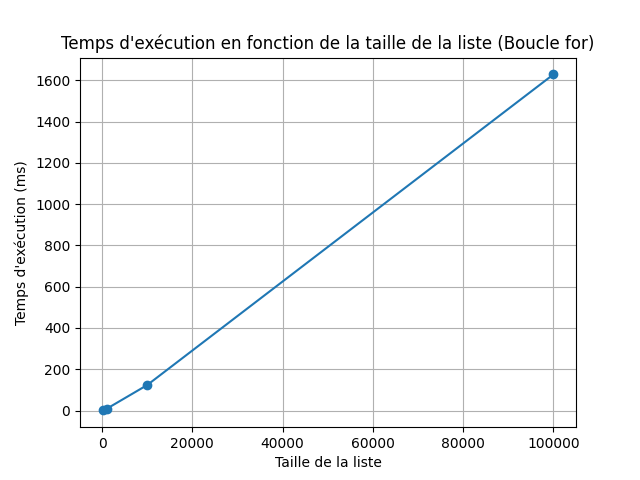 Temps d'exécution en fonction de la taille de la liste (Boucle for)
1600
1400
1200
1000
800
600
400
200
0
Temps d'exécution (ms)
0 20000 40000 60000 80000 100000
Taille de la liste